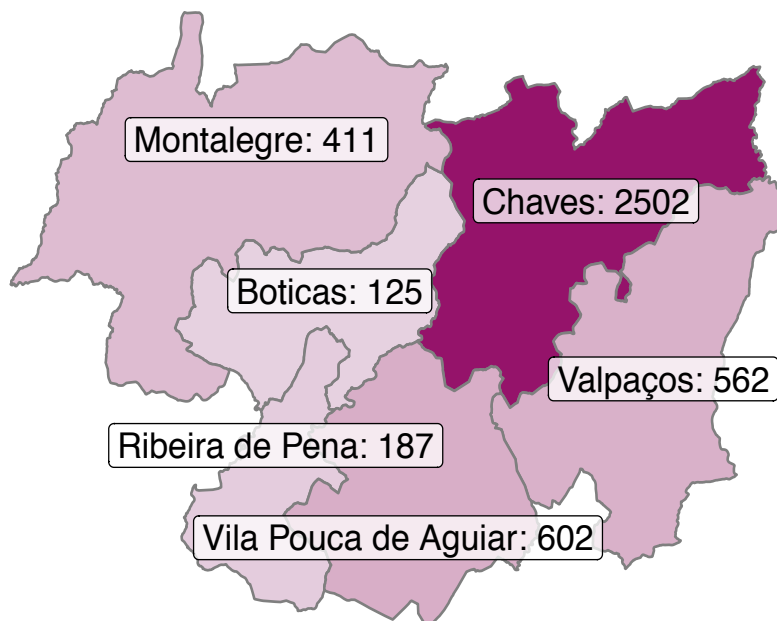 Montalegre: 411
Chaves: 2502
Boticas: 125
Valpaços: 562
Ribeira de Pena: 187
Vila Pouca de Aguiar: 602